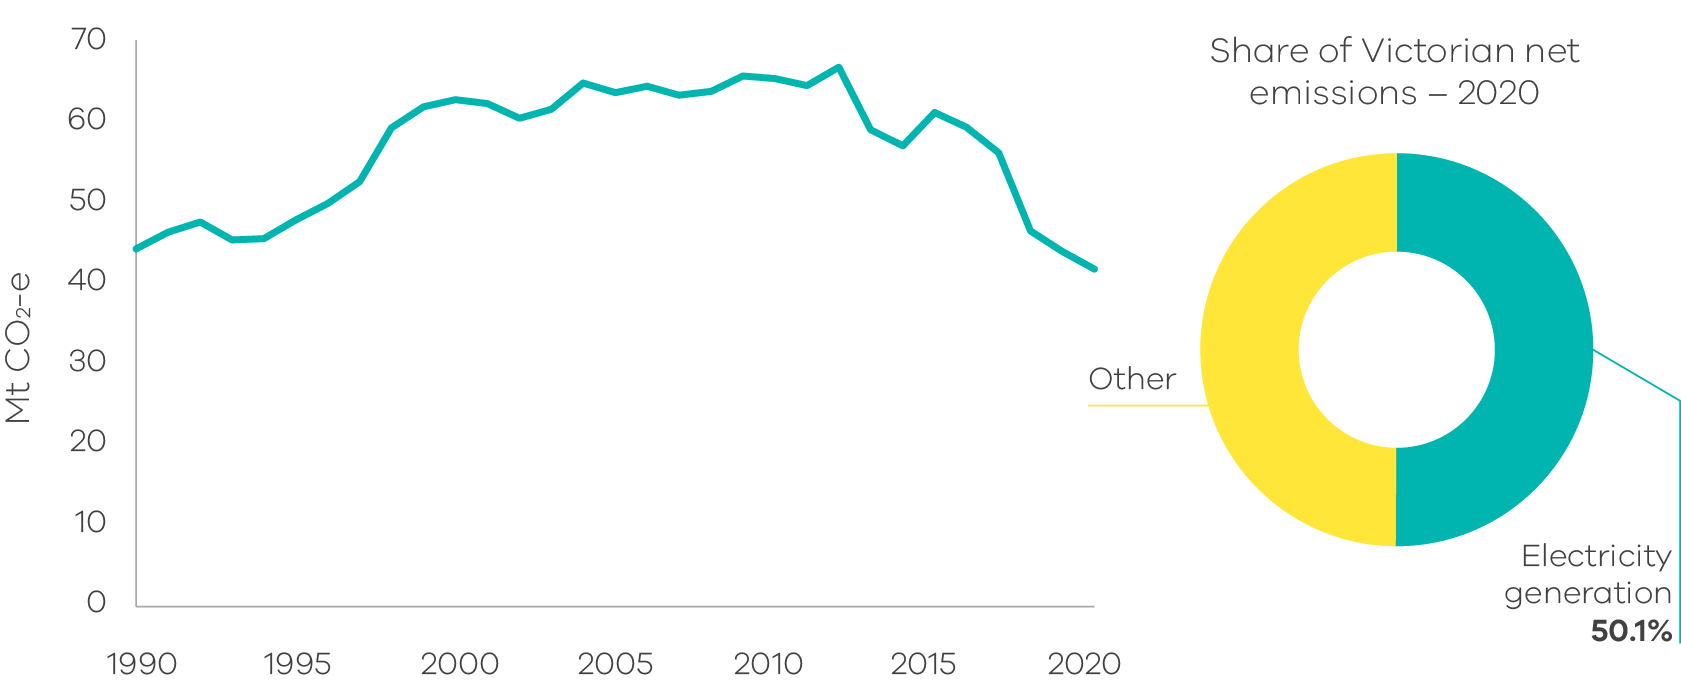 70
60
50
40
30
20
10
0
Mt CO₂-e
1990 1995 2000 2005 2010 2015 2020
Share of Victorian net
emissions – 2020
Other
Electricity
generation
50.1%